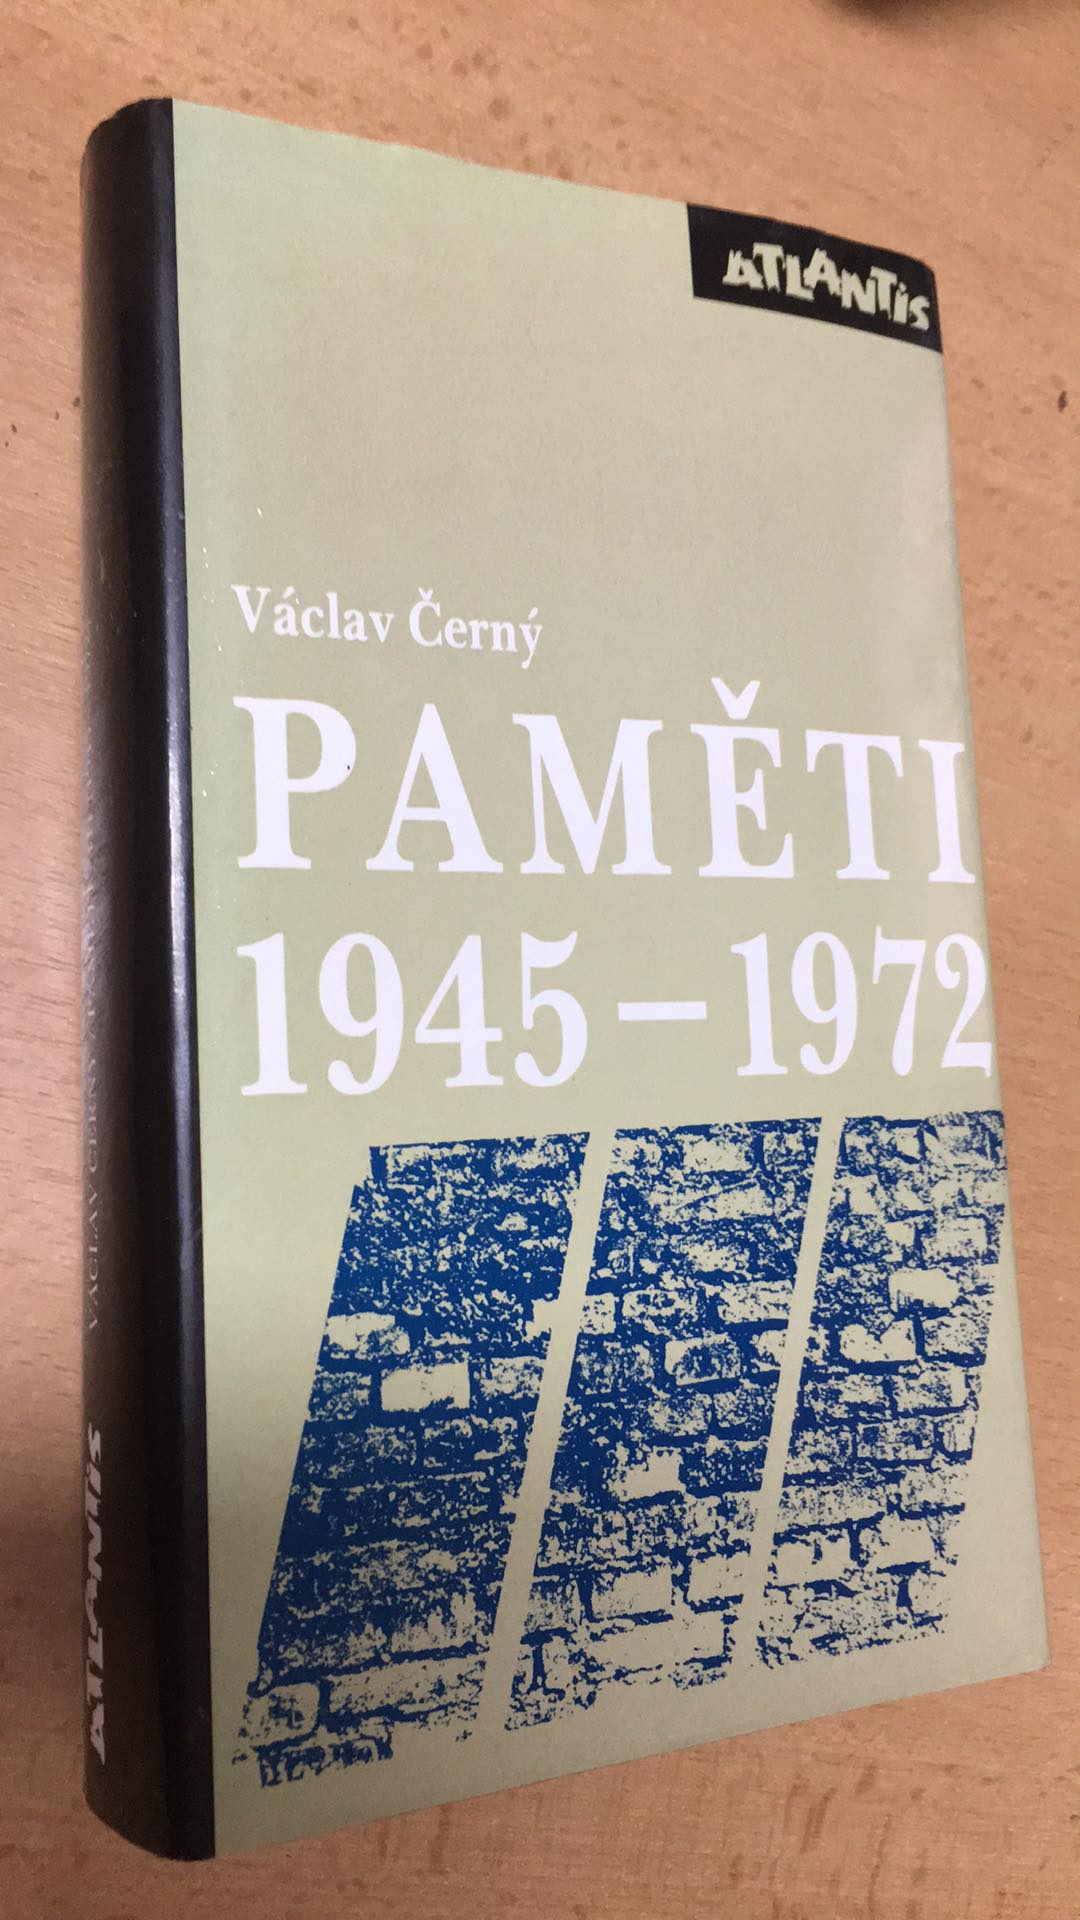 ATLANTIS
Václav Černý
PAMĚTI
1945 – 1972
VÁCLAV ČERNÝ
ATLANTIS